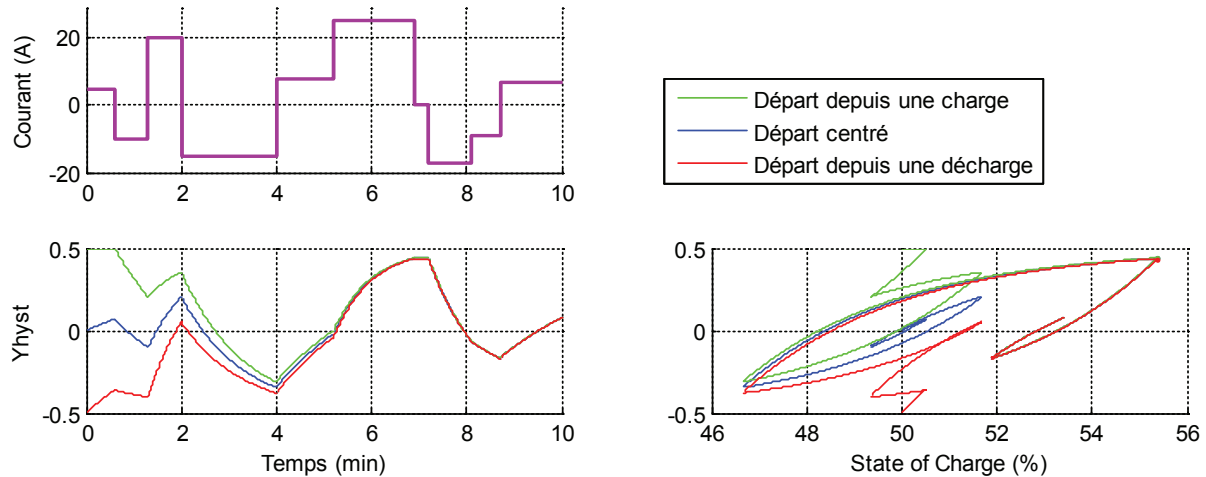 Courant (A)
20
0
-20
0 2 4 6 8 10
Départ depuis une charge
Départ centré
Départ depuis une décharge
Yhyst
0.5
0
-0.5
0 2 4 6 8 10
Temps (min)
0.5
0
-0.5
46 48 50 52 54 56
State of Charge (%)